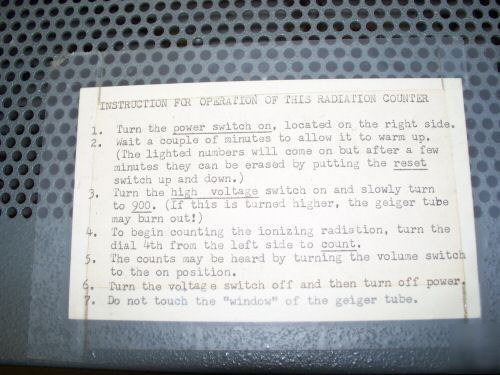 INSTRUCTION FOR OPERATION OF THIS RADIATION COUNTER
1. Turn the power switch on, located on the right side.
2. Wait a couple of minutes to allow it to warm up.
(The lighted numbers will come on but after a few
minutes they can be erased by putting the reset
switch up and down.)
3. Turn the high voltage switch on and slowly turn
to 900. (If this is turned higher, the geiger tube
may burn out!)
4. To begin counting the ionizing radistion, turn the
dial 4th from the left side to count.
5. The counts may be heard by turning the volume switch
to the on position.
6. Turn the voltage switch off and then turn off power.
7. Do not touch the "window" of the geiger tube.